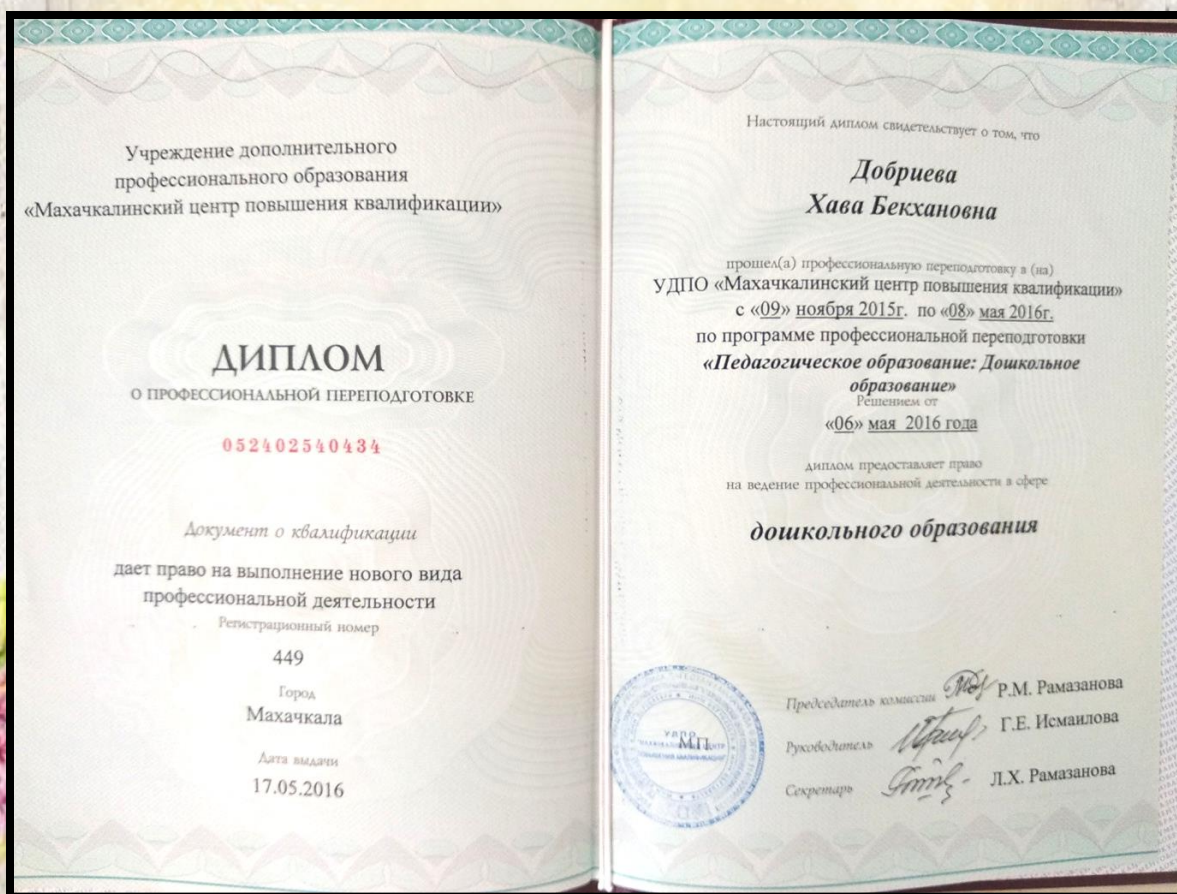 Учреждение дополнительного
профессионального образования
«Махачкалинский центр повышения квалификации»
ДИПЛОМ
О ПРОФЕССИОНАЛЬНОЙ ПЕРЕПОДГОТОВКЕ
052402540434
Документ о квалификации
дает право на выполнение нового вида
профессиональной деятельности
Регистрационный номер
449
Город
Махачкала
Дата выдачи
17.05.2016
Настоящий диплом свидетельствует о том, что
Добриева
Хава Бекхановна
прошел(а) профессиональную переподготовку в (на)
УДПО «Махачкалинский центр повышения квалификации»
с «09» ноября 2015г. по «08» мая 2016г.
по программе профессиональной переподготовки
«Педагогическое образование: Дошкольное
образование»
Решением от
«06» мая 2016 года
диплом предоставляет право
на ведение профессиональной деятельности в сфере
дошкольного образования
Председатель комиссии Р.М. Рамазанова
Руководитель Г.Е. Исмаилова
Секретарь Л.Х. Рамазанова
УДПО
МП